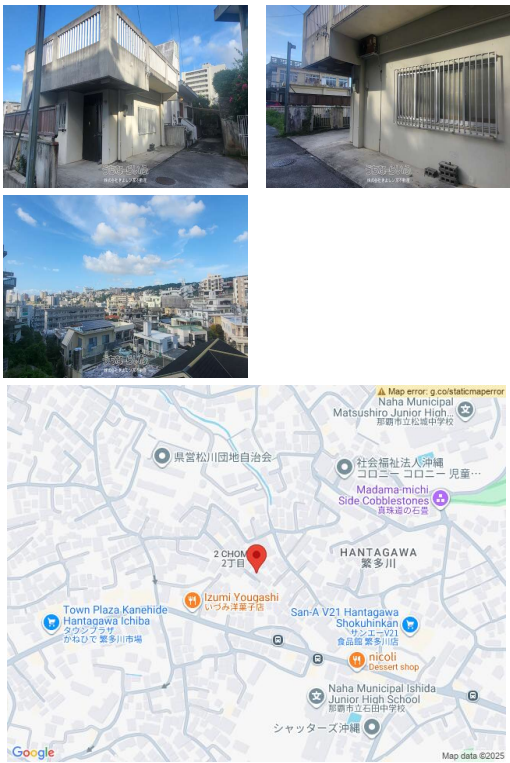 Map error: g.co/staticmaperror
Naha Municipal
Matsushiro Junior High...
那覇市立松城中学校
県営松川団地自治会
社会福祉法人沖縄
コロニー コロニー 児童…
Madama-michi
Side Cobblestones
真珠道の石畳
2 CHOM
2丁目
HANTAGAWA
繁多川
Izumi Yougashi
いづみ洋菓子店
Town Plaza Kanehide
Hantagawa Ichiba
タウンプラザ
かねひで 繁多川市場
San-A V21 Hantagawa
Shokuhinkan
サンエーV21
食品館 繁多川店
nicoli
Dessert shop
Naha Municipal Ishida
Junior High School
那覇市立石田中学校
シャッターズ沖縄
Google
Map data ©2025